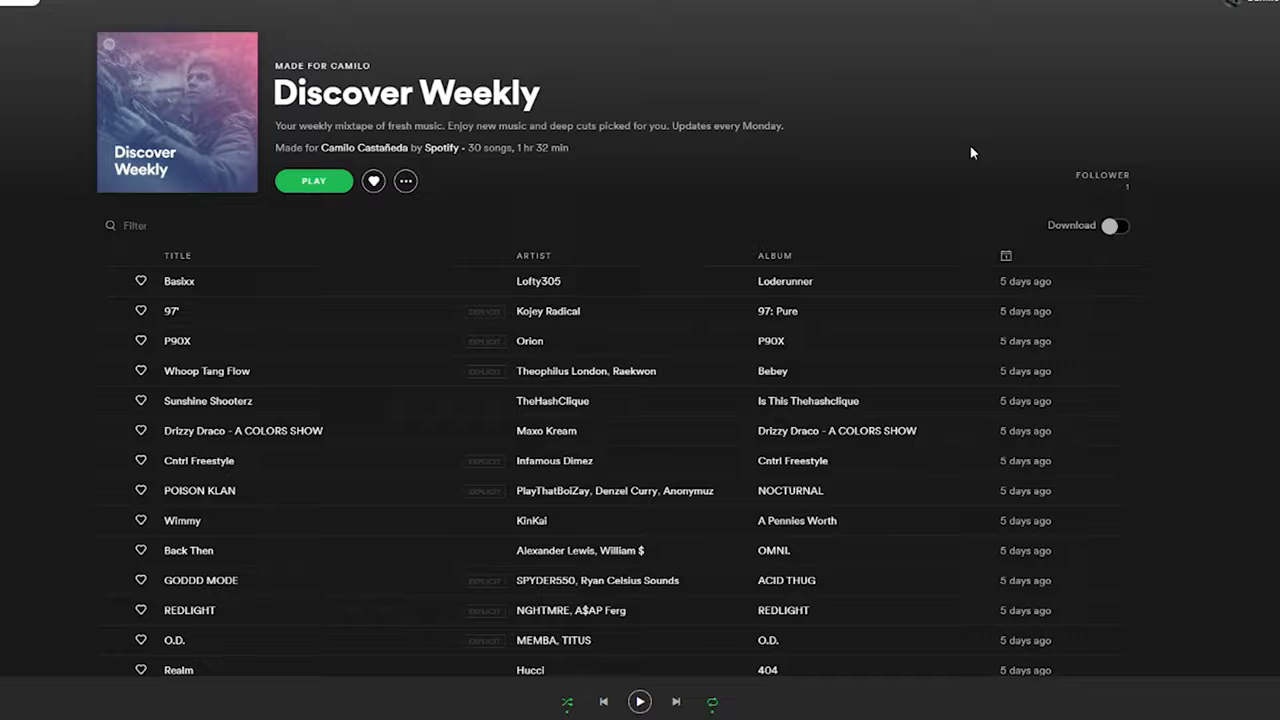 MADE FOR CAMILO
Discover Weekly
Your weekly mixtape of fresh music. Enjoy new music and deep cuts picked for you. Updates every Monday.
Made for Camilo Castañeda by Spotify • 30 songs, 1 hr 32 min
Discover
Weekly
PLAY
FOLLOWER
1
Filter
Download
TITLE ARTIST ALBUM
Basixx Lofty305 Loderunner 5 days ago
97' EXPLICIT Kojey Radical 97: Pure 5 days ago
P90X EXPLICIT Orion P90X 5 days ago
Whoop Tang Flow EXPLICIT Theophilus London, Raekwon Bebey 5 days ago
Sunshine Shooterz TheHashClique Is This Thehashclique 5 days ago
Drizzy Draco - A COLORS SHOW Maxo Kream Drizzy Draco - A COLORS SHOW 5 days ago
Cntrl Freestyle EXPLICIT Infamous Dimez Cntrl Freestyle 5 days ago
POISON KLAN EXPLICIT PlayThatBoiZay, Denzel Curry, Anonymuz NOCTURNAL 5 days ago
Wimmy KinKai A Pennies Worth 5 days ago
Back Then Alexander Lewis, William $ OMNI. 5 days ago
GODDD MODE EXPLICIT SPYDER550, Ryan Celsius Sounds ACID THUG 5 days ago
REDLIGHT EXPLICIT NGHTMRE, A$AP Ferg REDLIGHT 5 days ago
O.D. EXPLICIT MEMBA, TITUS O.D. 5 days ago
Realm Hucci 404 5 days ago